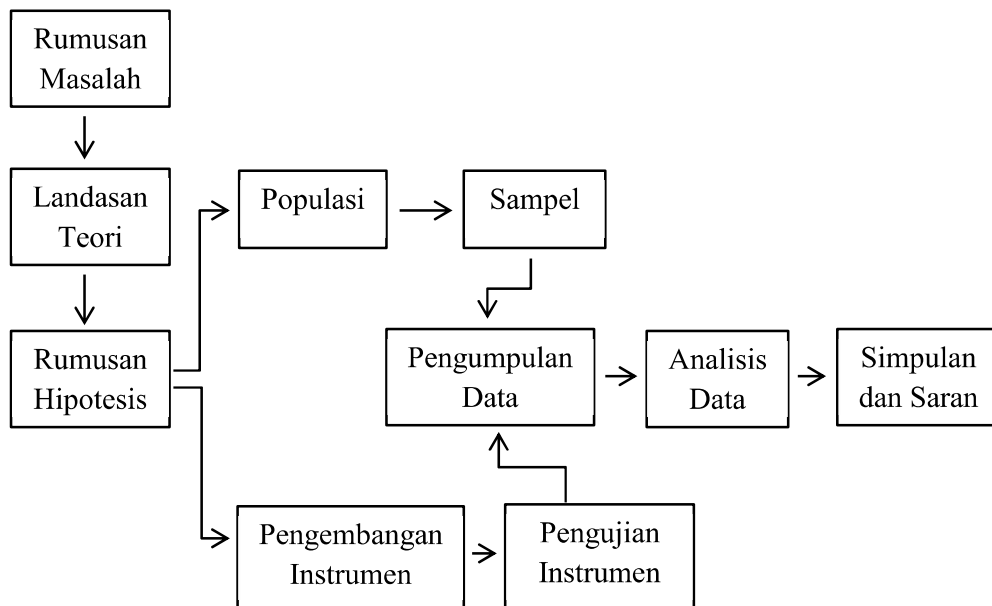 Rumusan
Masalah
Landasan
Teori
Populasi
Sampel
Rumusan
Hipotesis
Pengumpulan
Data
Analisis
Data
Simpulan
dan Saran
Pengembangan
Instrumen
Pengujian
Instrumen